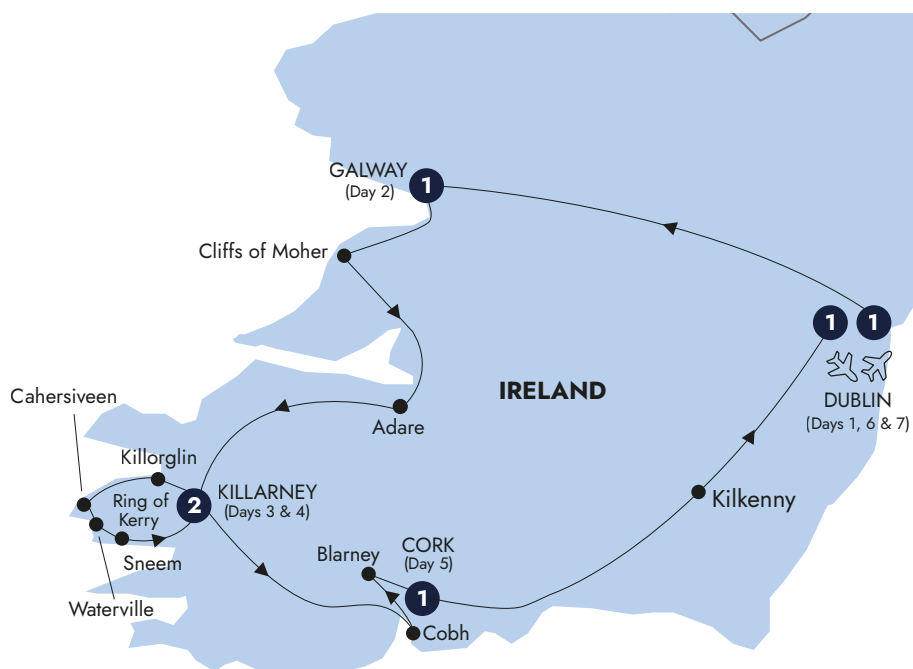 GALWAY
(Day 2)
1
Cliffs of Moher
1
1
DUBLIN
(Days 1, 6 & 7)
IRELAND
Cahersiveen
Adare
Killorglin
Ring of
Kerry
2
KILLARNEY
(Days 3 & 4)
Kilkenny
Sneem
Waterville
Blarney
CORK
(Day 5)
1
Cobh